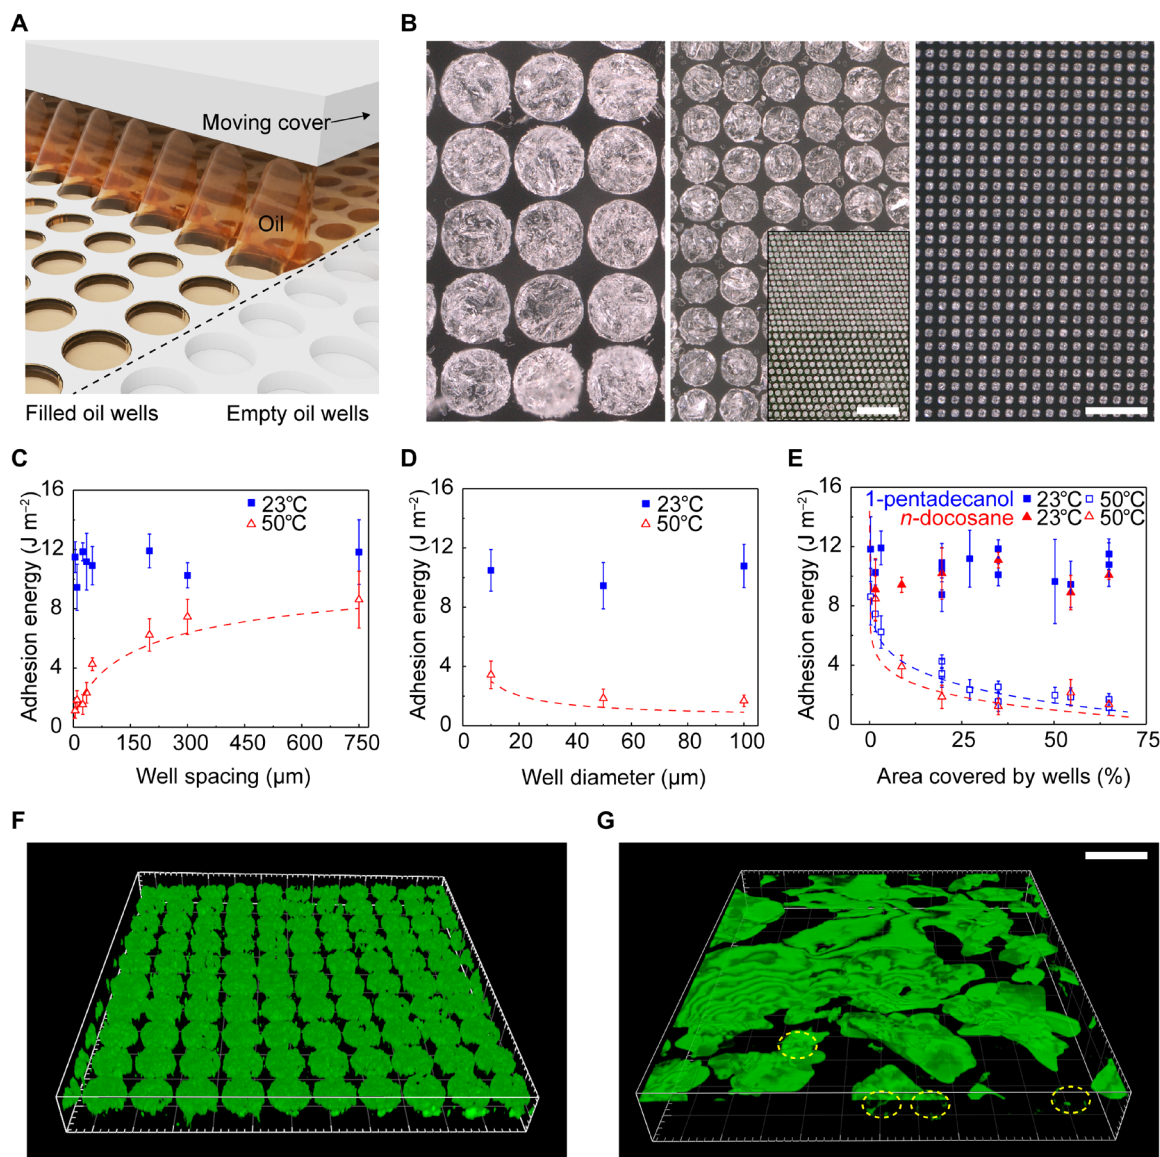 A
Moving cover
Oil
Filled oil wells
Empty oil wells
B
C
Adhesion energy (J m⁻²)
16
12
8
4
0
23°C
50°C
0
150
300
450
600
750
Well spacing (µm)
D
Adhesion energy (J m⁻²)
16
12
8
4
0
23°C
50°C
0
20
40
60
80
100
Well diameter (µm)
E
Adhesion energy (J m⁻²)
16
12
8
4
0
1-pentadecanol 23°C 50°C
n-docosane 23°C 50°C
0
25
50
75
Area covered by wells (%)
F
G